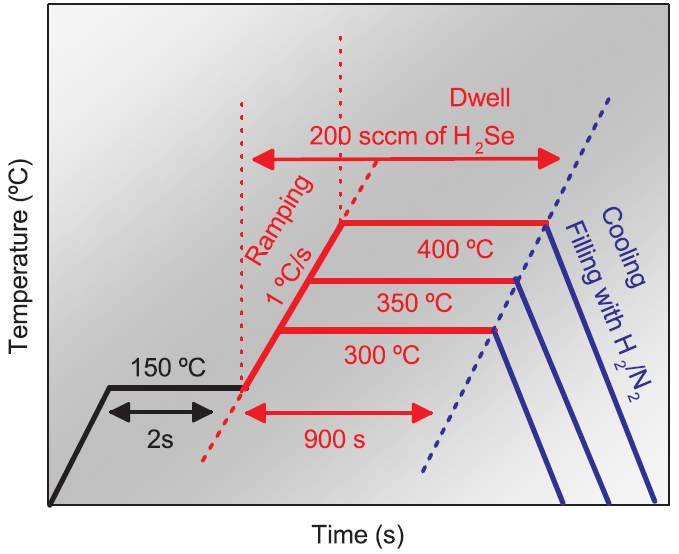 Dwell
200 sccm of H₂Se
Ramping
1 ºC/s
Cooling
Filling with H₂/N₂
400 ºC
350 ºC
300 ºC
150 ºC
2s
900 s
Temperature (ºC)
Time (s)